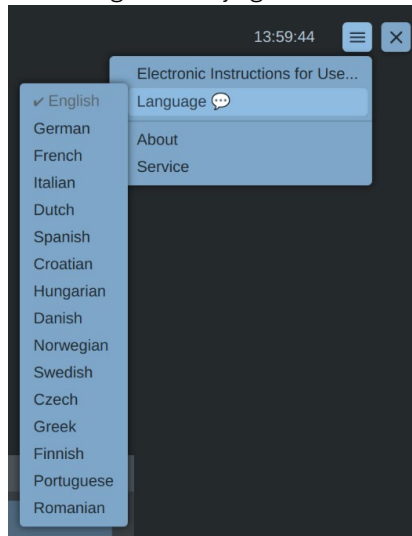 13:59:44
Electronic Instructions for Use...
Language 💬
About
Service
✔ English
German
French
Italian
Dutch
Spanish
Croatian
Hungarian
Danish
Norwegian
Swedish
Czech
Greek
Finnish
Portuguese
Romanian